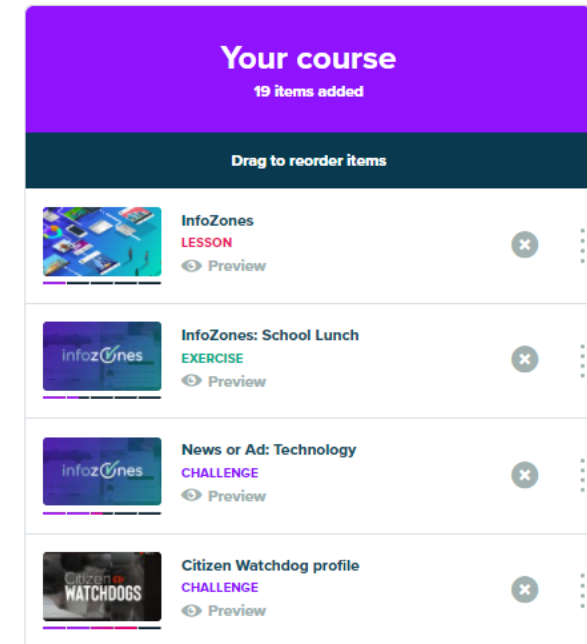 Your course
19 items added
Drag to reorder items
InfoZones
LESSON
Preview
infozones
InfoZones: School Lunch
EXERCISE
Preview
infozones
News or Ad: Technology
CHALLENGE
Preview
Citizen
WATCHDOGS
Citizen Watchdog profile
CHALLENGE
Preview